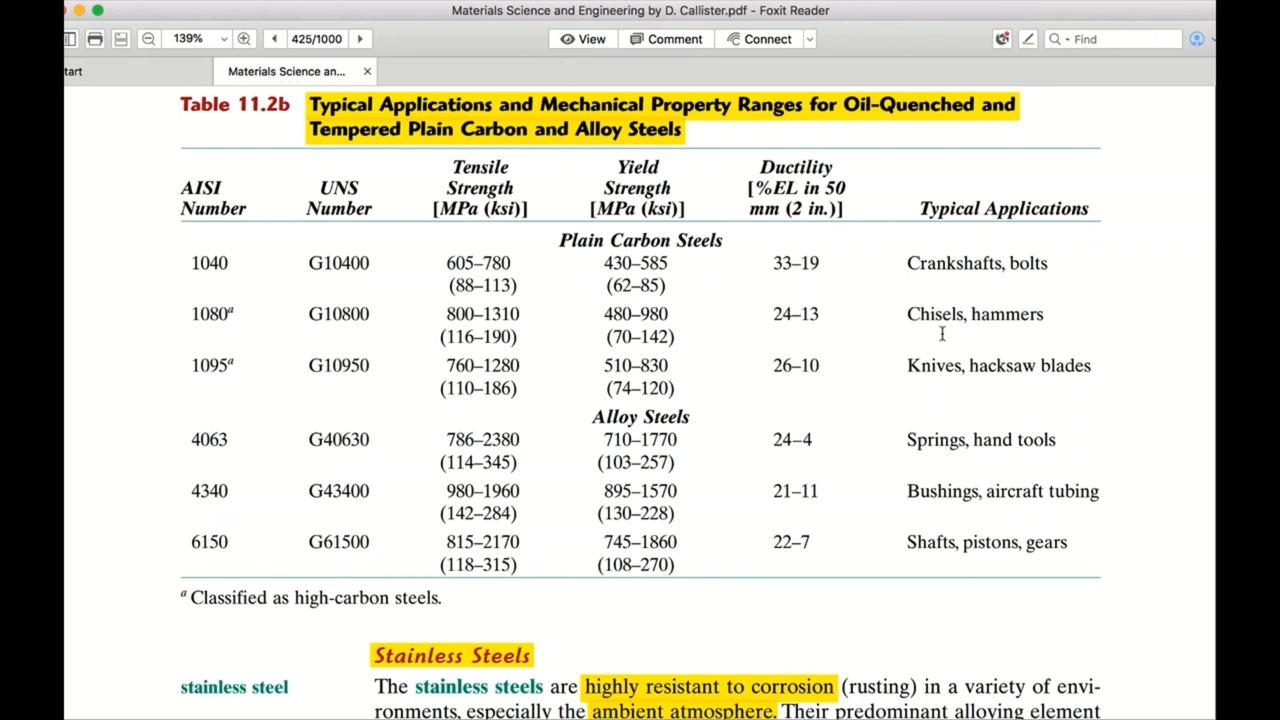 Materials Science and Engineering by D. Callister.pdf - Foxit Reader
139% 425/1000 View Comment Connect Find
tart Materials Science an... ×
Table 11.2b Typical Applications and Mechanical Property Ranges for Oil-Quenched and
Tempered Plain Carbon and Alloy Steels
Tensile Yield Ductility
AISI UNS Strength Strength [%EL in 50
Number Number [MPa (ksi)] [MPa (ksi)] mm (2 in.)] Typical Applications
Plain Carbon Steels
1040 G10400 605–780 430–585 33–19 Crankshafts, bolts
(88–113) (62–85)
1080a G10800 800–1310 480–980 24–13 Chisels, hammers
(116–190) (70–142)
1095a G10950 760–1280 510–830 26–10 Knives, hacksaw blades
(110–186) (74–120)
Alloy Steels
4063 G40630 786–2380 710–1770 24–4 Springs, hand tools
(114–345) (103–257)
4340 G43400 980–1960 895–1570 21–11 Bushings, aircraft tubing
(142–284) (130–228)
6150 G61500 815–2170 745–1860 22–7 Shafts, pistons, gears
(118–315) (108–270)
a Classified as high-carbon steels.
Stainless Steels
stainless steel The stainless steels are highly resistant to corrosion (rusting) in a variety of envi-
ronments, especially the ambient atmosphere. Their predominant alloying element